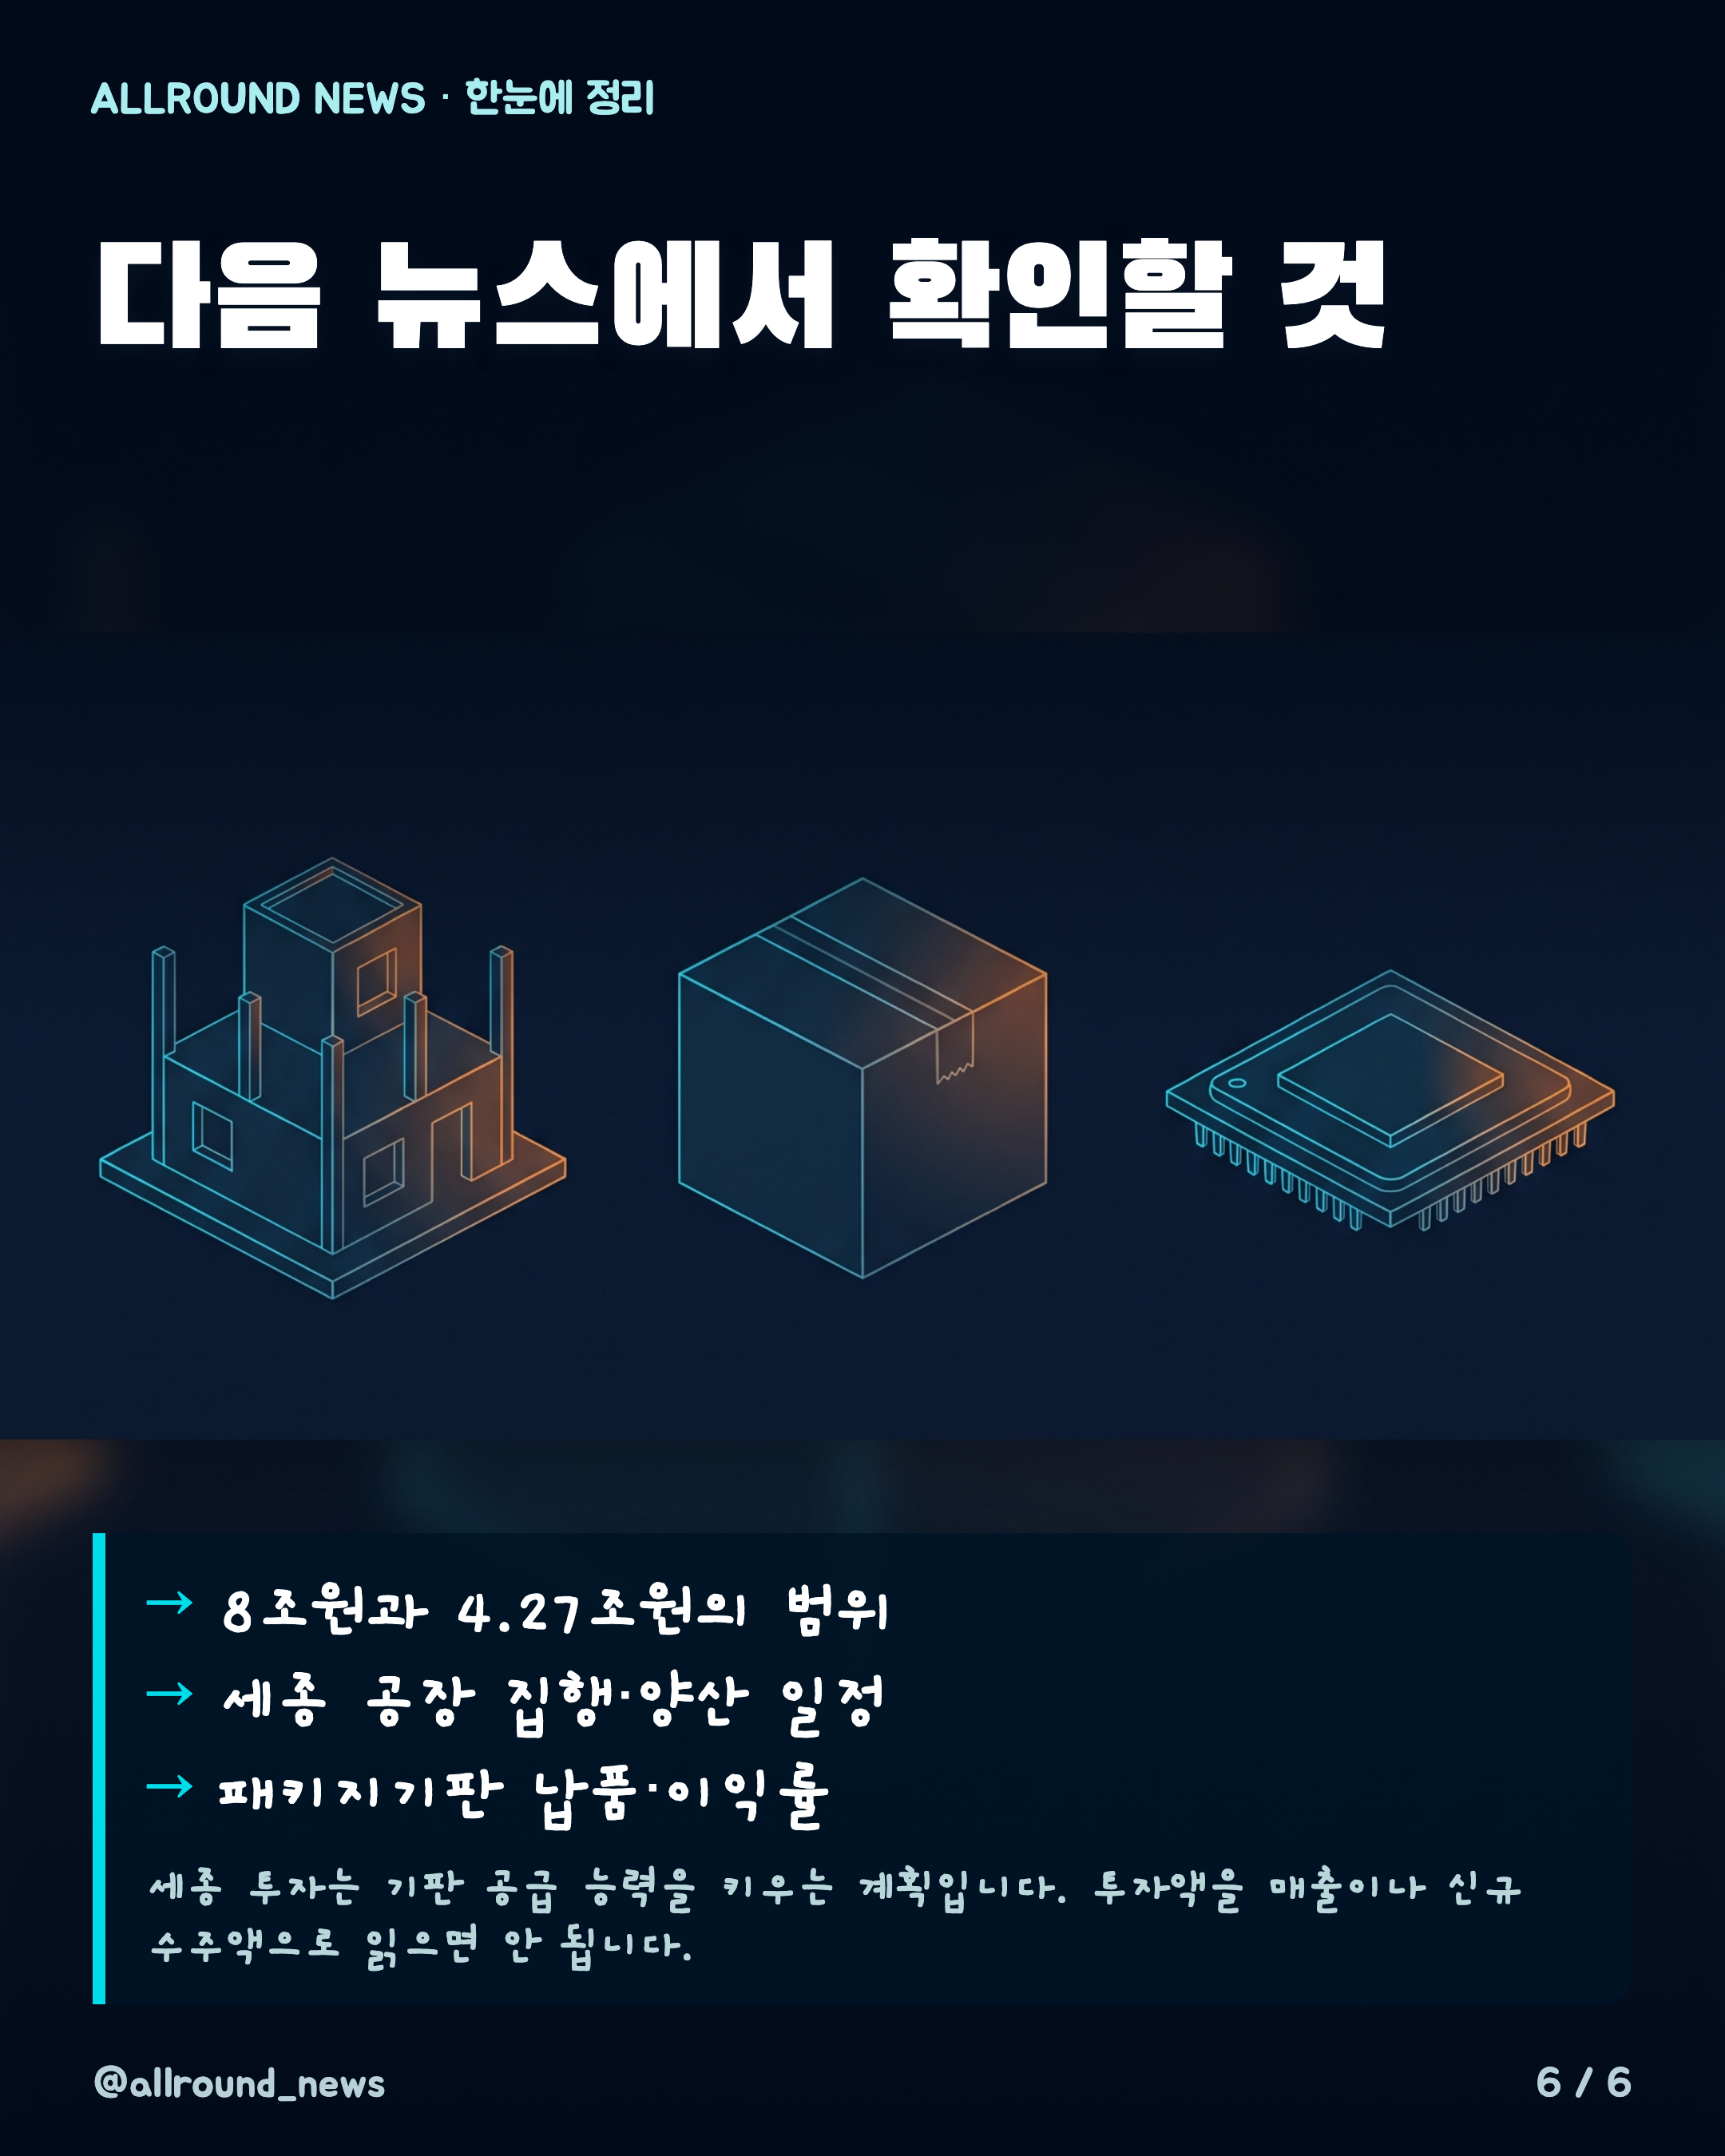 ALLROUND NEWS · 한눈에 정리
다음 뉴스에서 확인할 것
→ 8조원과 4.27조원의 범위
→ 세종 공장 집행·양산 일정
→ 패키지기판 납품·이익률
세종 투자는 기판 공급 능력을 키우는 계획입니다. 투자액을 매출이나 신규
수주액으로 읽으면 안 됩니다.
@allround_news
6 / 6